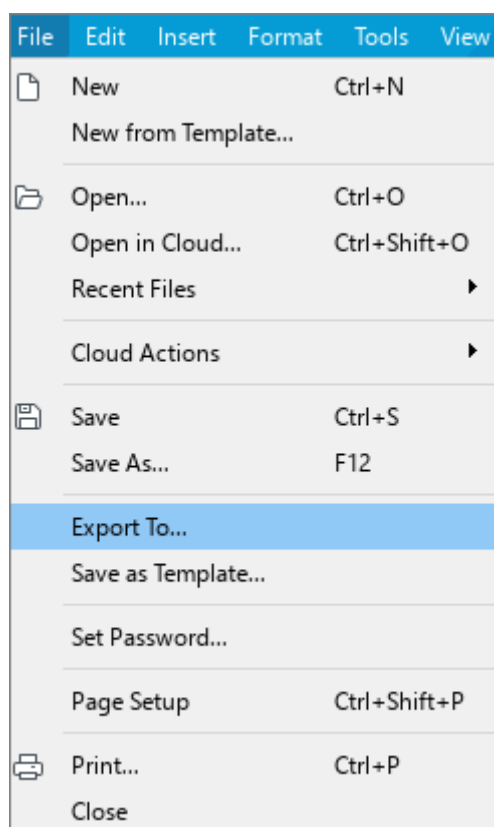 File Edit Insert Format Tools View
New Ctrl+N
New from Template...
Open... Ctrl+O
Open in Cloud... Ctrl+Shift+O
Recent Files
Cloud Actions
Save Ctrl+S
Save As... F12
Export To...
Save as Template...
Set Password...
Page Setup Ctrl+Shift+P
Print... Ctrl+P
Close